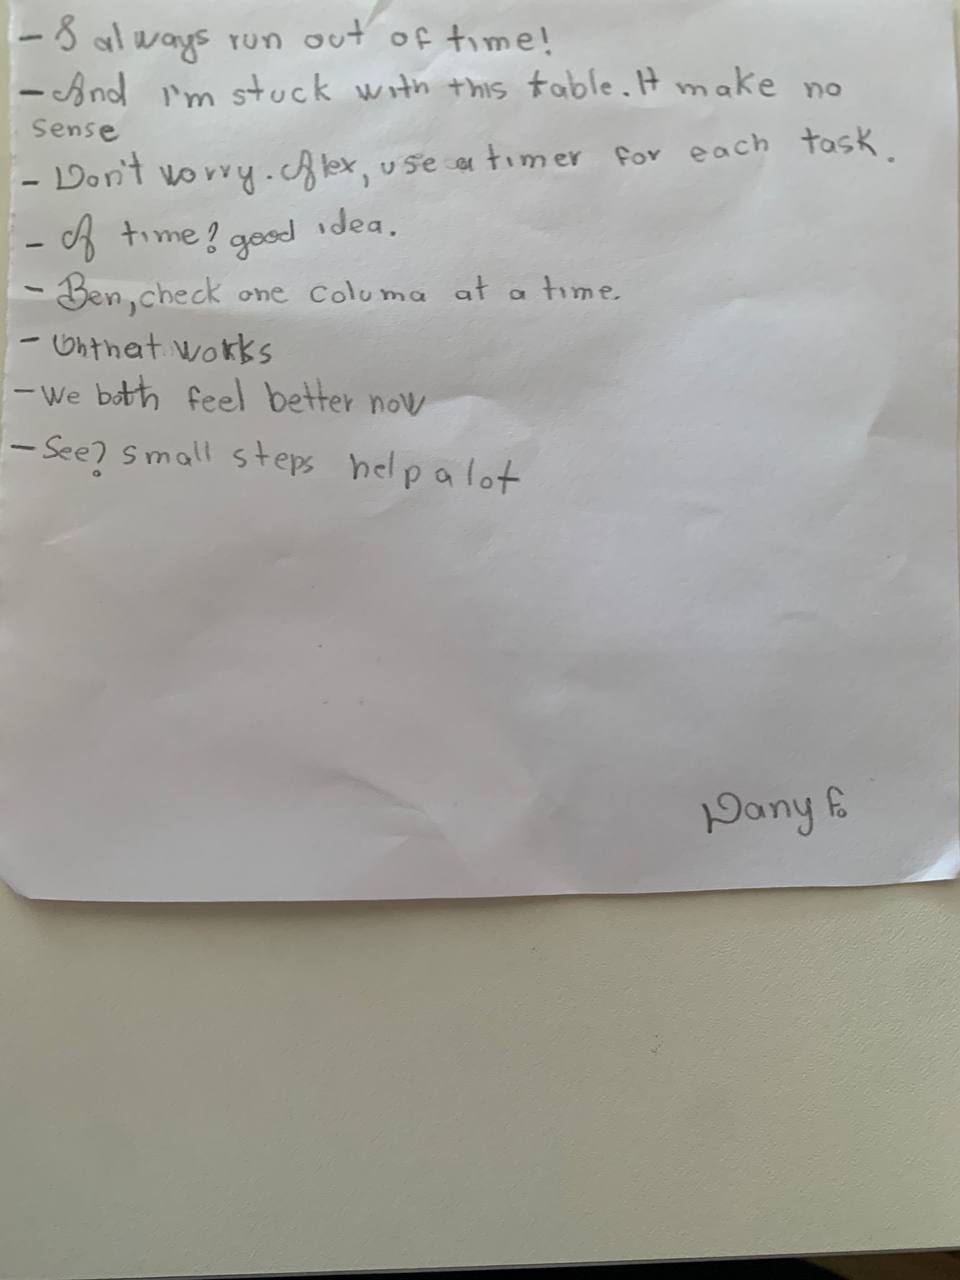 - I always run out of time!
- And I'm stuck with this table. It make no
sense
- Don't worry. Alex, use a timer for each task.
- A time? good idea.
- Ben, check one columa at a time.
- Oh that works
- We both feel better now
- See? small steps help a lot
Dany F.